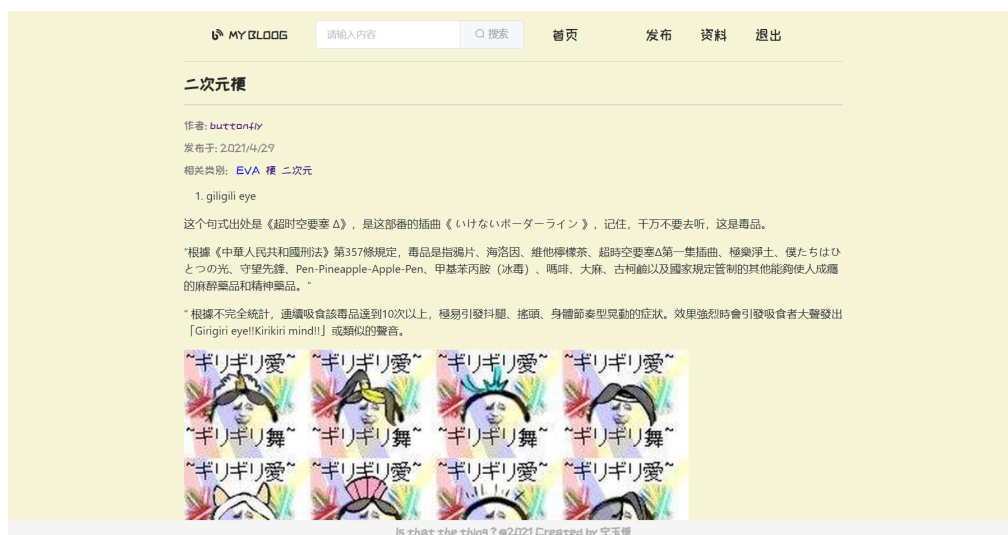 MY BLOOG
请输入内容
搜索
首页
发布
资料
退出
二次元梗
作者: buttonfly
发布于: 2021/4/29
相关类别: EVA 梗 二次元
1. giligili eye
这个句式出处是《超时空要塞 Δ》，是这部番的插曲《 いけないボーダーライン 》，记住，千万不要去听，这是毒品。
"根據《中華人民共和國刑法》第357條規定，毒品是指鴉片、海洛因、維他檸檬茶、超時空要塞Δ第一集插曲、極樂淨土、僕たちはひ
とつの光、守望先鋒、Pen-Pineapple-Apple-Pen、甲基苯丙胺（冰毒）、嗎啡、大麻、古柯鹼以及國家規定管制的其他能夠使人成癮
的麻醉藥品和精神藥品。"
" 根據不完全統計，連續吸食該毒品達到10次以上，極易引發抖腿、搖頭、身體節奏型晃動的症狀。效果強烈時會引發吸食者大聲發出
「Girigiri eye!!Kirikiri mind!!」或類似的聲音。
~ギリギリ愛~ ~ギリギリ愛~ ~ギリギリ愛~ ~ギリギリ愛~
~ギリギリ舞~ ~ギリギリ舞~ ~ギリギリ舞~ ~ギリギリ舞~
~ギリギリ愛~ ~ギリギリ愛~ ~ギリギリ愛~ ~ギリギリ愛~
Is that the thing？@2021 Created by